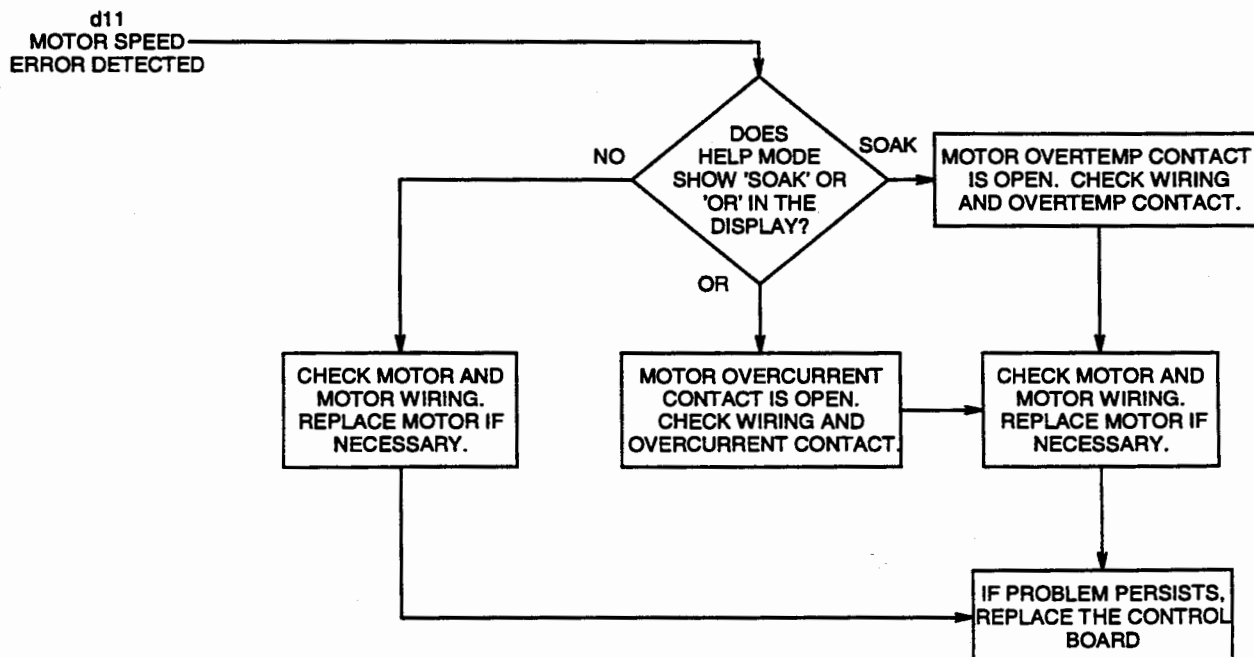 d11
MOTOR SPEED
ERROR DETECTED
DOES
HELP MODE
SHOW 'SOAK' OR
'OR' IN THE
DISPLAY?
NO
SOAK
OR
MOTOR OVERTEMP CONTACT
IS OPEN. CHECK WIRING
AND OVERTEMP CONTACT.
CHECK MOTOR AND
MOTOR WIRING.
REPLACE MOTOR IF
NECESSARY.
MOTOR OVERCURRENT
CONTACT IS OPEN.
CHECK WIRING AND
OVERCURRENT CONTACT.
CHECK MOTOR AND
MOTOR WIRING.
REPLACE MOTOR IF
NECESSARY.
IF PROBLEM PERSISTS,
REPLACE THE CONTROL
BOARD